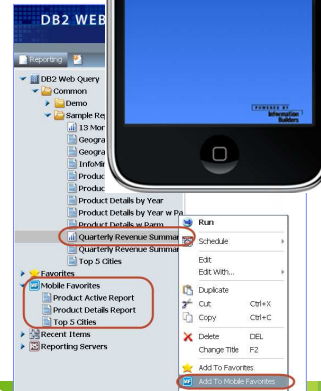 DB2 WEB
POWERED BY
Information
Builders
Reporting
DB2 Web Query
Common
Demo
Sample Re
13 Mor
Geogra
Geogra
InfoMi
Produc
Produc
Product Details by Year
Product Details by Year w Pa
Product Details w Parm
Quarterly Revenue Summar
Quarterly Revenue Summar
Top 5 Cities
Favorites
Mobile Favorites
Product Active Report
Product Details Report
Top 5 Cities
Recent Items
Reporting Servers
Run
Schedule
Edit
Edit With...
Duplicate
Cut Ctrl+X
Copy Ctrl+C
Delete DEL
Change Title F2
Add To Favorites
Add To Mobile Favorites